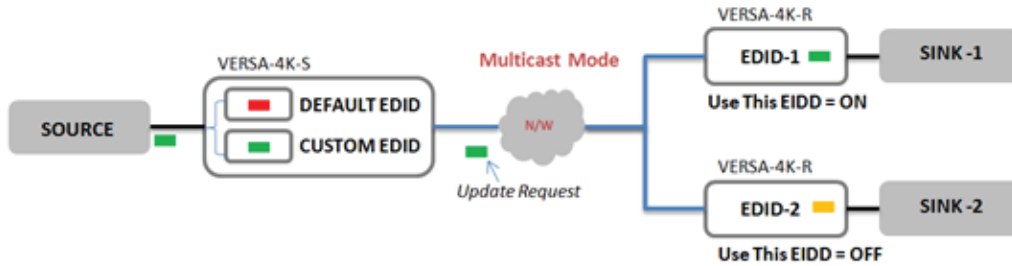 SOURCE
VERSA-4K-S
DEFAULT EDID
CUSTOM EDID
Multicast Mode
N/W
Update Request
VERSA-4K-R
EDID-1
Use This EIDD = ON
SINK -1
VERSA-4K-R
EDID-2
Use This EIDD = OFF
SINK -2